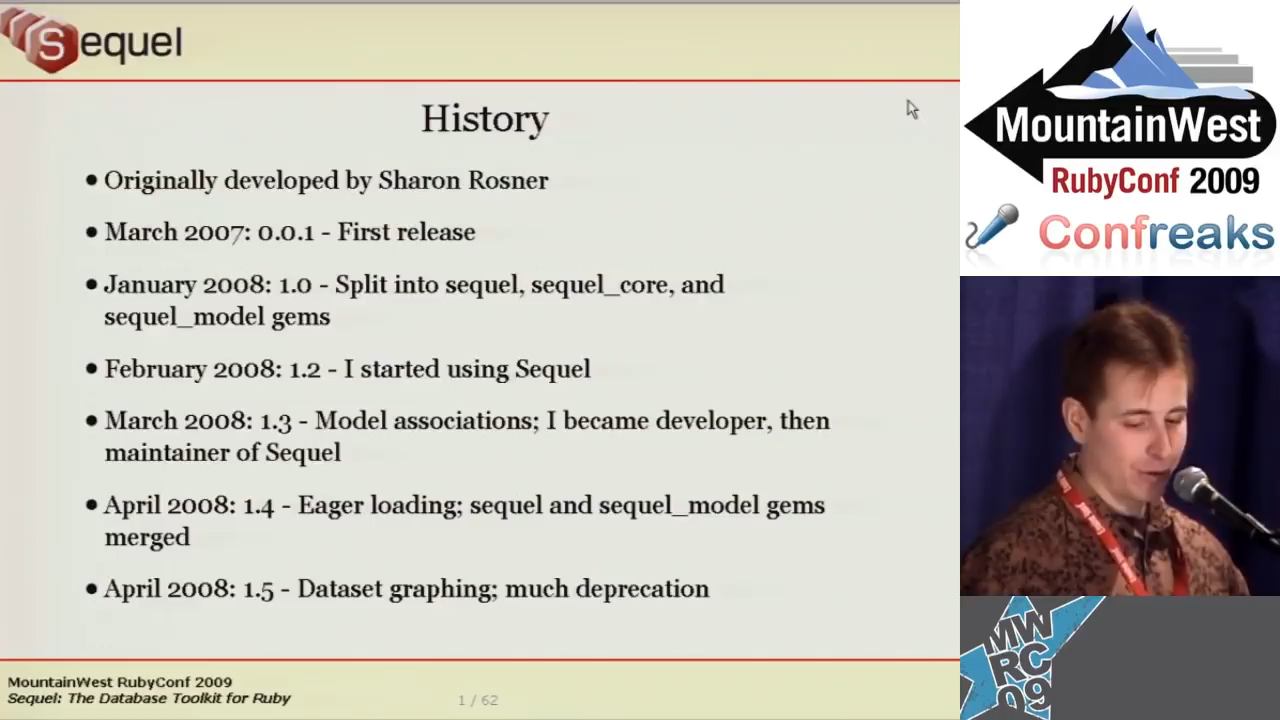 Sequel
History
• Originally developed by Sharon Rosner
• March 2007: 0.0.1 - First release
• January 2008: 1.0 - Split into sequel, sequel_core, and
sequel_model gems
• February 2008: 1.2 - I started using Sequel
• March 2008: 1.3 - Model associations; I became developer, then
maintainer of Sequel
• April 2008: 1.4 - Eager loading; sequel and sequel_model gems
merged
• April 2008: 1.5 - Dataset graphing; much deprecation
MountainWest RubyConf 2009
Sequel: The Database Toolkit for Ruby
1 / 62
MountainWest
RubyConf 2009
Confreaks
MW
RC
09